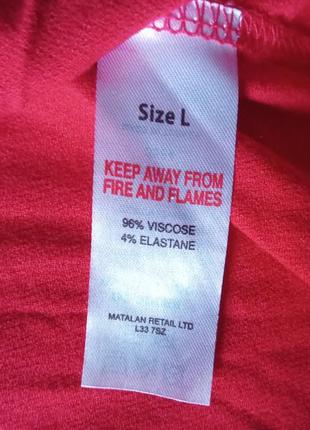 Size L
KEEP AWAY FROM
FIRE AND FLAMES
96% VISCOSE
4% ELASTANE
MATALAN RETAIL LTD
L33 7SZ